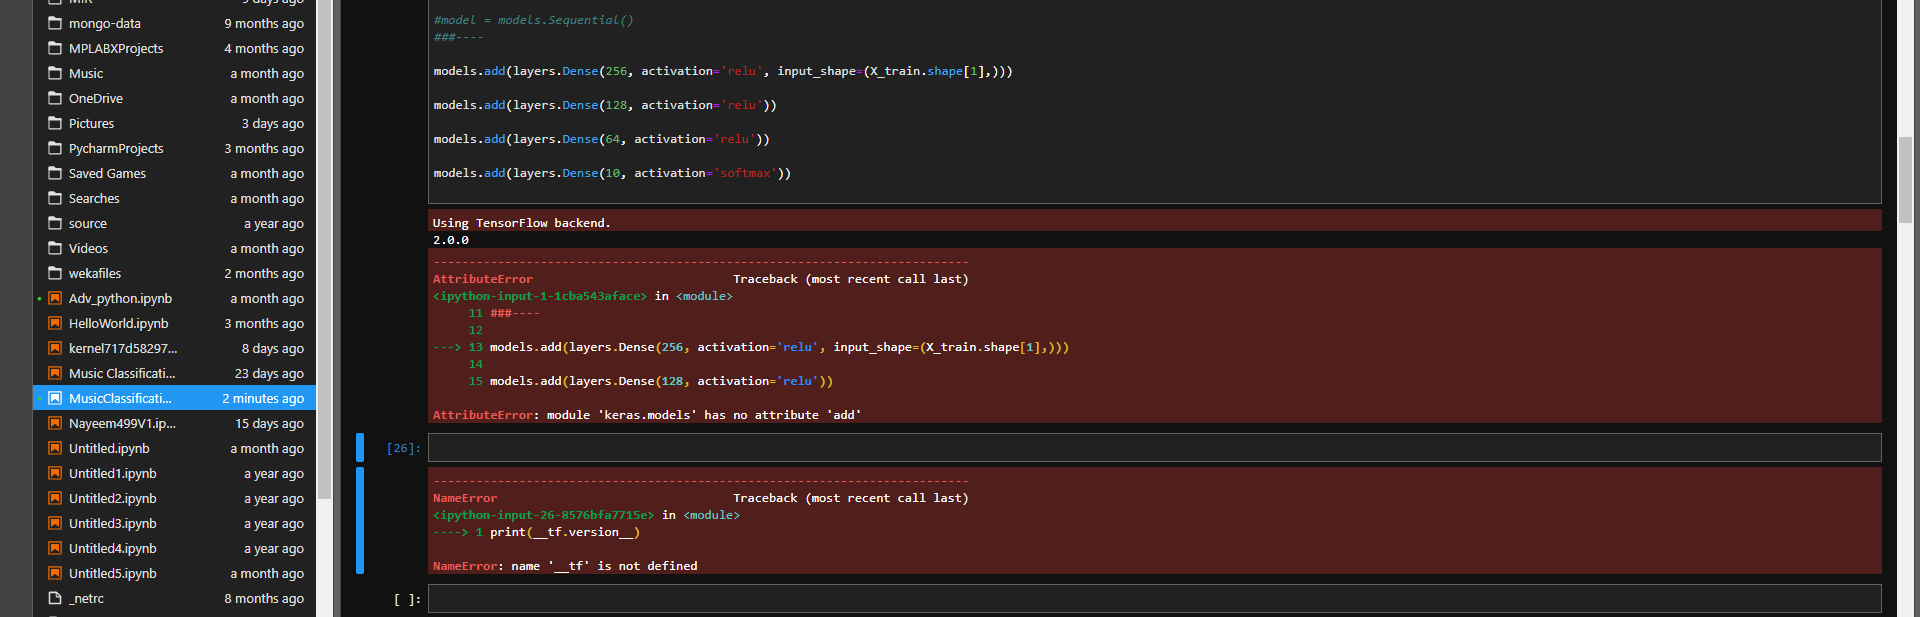 MIR 9 days ago
mongo-data 9 months ago
MPLABXProjects 4 months ago
Music a month ago
OneDrive a month ago
Pictures 3 days ago
PycharmProjects 3 months ago
Saved Games a month ago
Searches a month ago
source a year ago
Videos a month ago
wekafiles 2 months ago
Adv_python.ipynb a month ago
HelloWorld.ipynb 3 months ago
kernel717d58297... 8 days ago
Music Classificati... 23 days ago
MusicClassificati... 2 minutes ago
Nayeem499V1.ip... 15 days ago
Untitled.ipynb a month ago
Untitled1.ipynb a year ago
Untitled2.ipynb a year ago
Untitled3.ipynb a year ago
Untitled4.ipynb a year ago
Untitled5.ipynb a month ago
_netrc 8 months ago
#model = models.Sequential()
###----
models.add(layers.Dense(256, activation='relu', input_shape=(X_train.shape[1],)))
models.add(layers.Dense(128, activation='relu'))
models.add(layers.Dense(64, activation='relu'))
models.add(layers.Dense(10, activation='softmax'))
Using TensorFlow backend.
2.0.0
---------------------------------------------------------------------------
AttributeError Traceback (most recent call last)
<ipython-input-1-1cba543aface> in <module>
11 ###----
12
---> 13 models.add(layers.Dense(256, activation='relu', input_shape=(X_train.shape[1],)))
14
15 models.add(layers.Dense(128, activation='relu'))
AttributeError: module 'keras.models' has no attribute 'add'
[26]:
---------------------------------------------------------------------------
NameError Traceback (most recent call last)
<ipython-input-26-8576bfa7715e> in <module>
----> 1 print(__tf.version__)
NameError: name '__tf' is not defined
[ ]: